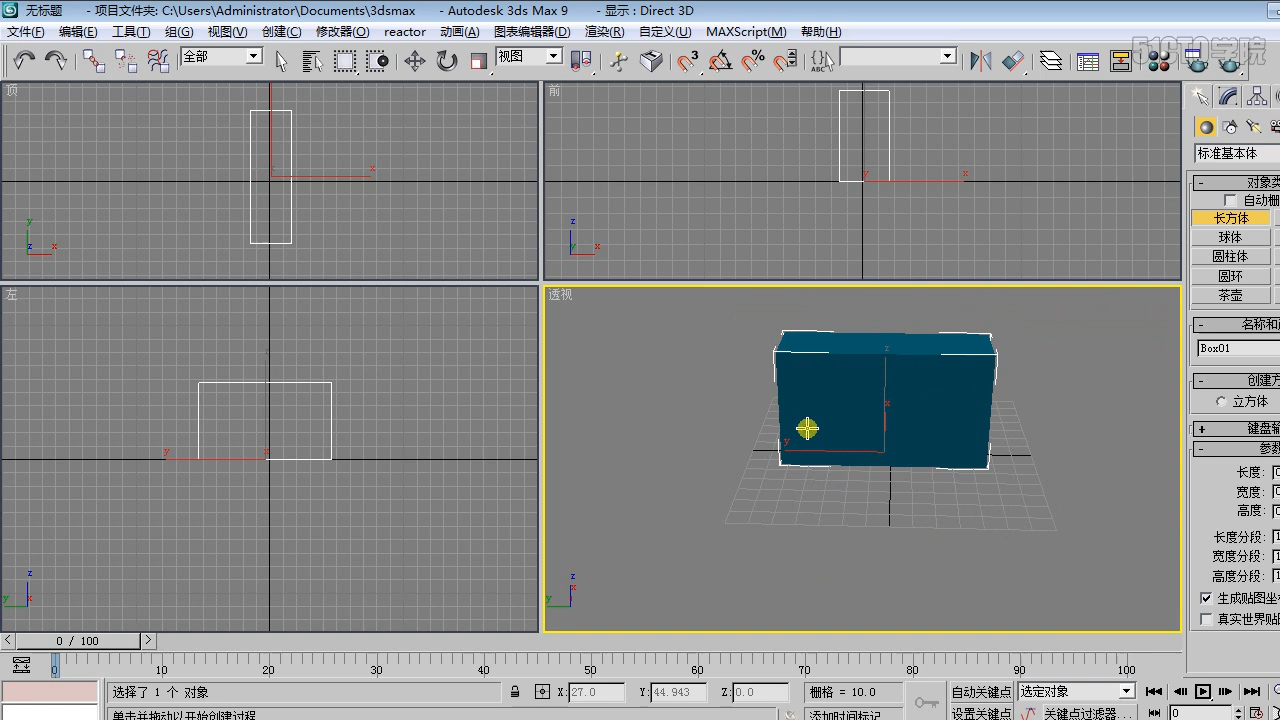 无标题 - 项目文件夹: C:\Users\Administrator\Documents\3dsmax - Autodesk 3ds Max 9 - 显示 : Direct 3D
文件(F) 编辑(E) 工具(T) 组(G) 视图(V) 创建(C) 修改器(O) reactor 动画(A) 图表编辑器(D) 渲染(R) 自定义(U) MAXScript(M) 帮助(H)
51CTO学院
全部 视图 ABC
顶 前
标准基本体
自动栅
长方体
球体
圆柱体
圆环
茶壶
左 透视
Box01
立方体
长度:
宽度:
高度:
长度分段:
宽度分段:
高度分段:
生成贴图坐
真实世界贴
0 / 100
0 10 20 30 40 50 60 70 80 90 100
选择了 1 个 对象 X: 27.0 Y: 44.943 Z: 0.0 栅格 = 10.0 自动关键点 选定对象
单击并拖动以开始创建过程 添加时间标记 设置关键点 关键点过滤器... 0